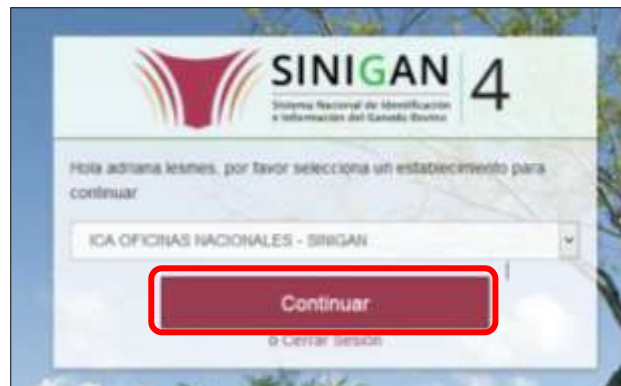 SINIGAN 4
Sistema Nacional de Identificación
e Información del Ganado Bovino
Hola adriana lesmes, por favor selecciona un establecimiento para
continuar
ICA OFICINAS NACIONALES - SINIGAN
Continuar
o Cerrar Sesión